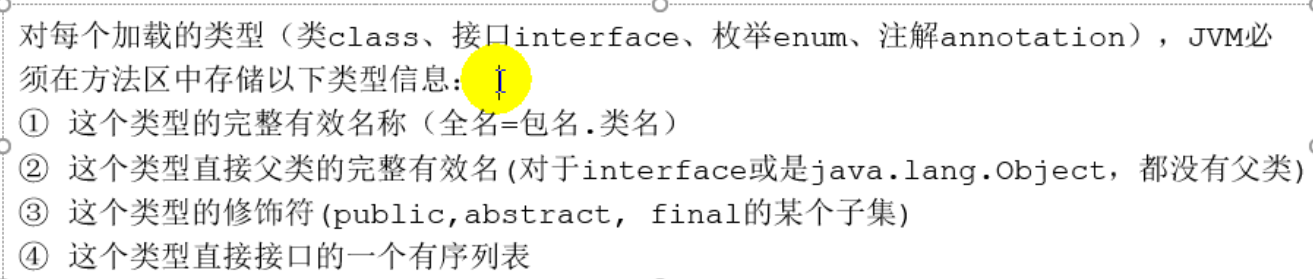 对每个加载的类型（类class、接口interface、枚举enum、注解annotation），JVM必
须在方法区中存储以下类型信息：
① 这个类型的完整有效名称（全名=包名.类名）
② 这个类型直接父类的完整有效名(对于interface或是java.lang.Object，都没有父类)
③ 这个类型的修饰符(public,abstract, final的某个子集)
④ 这个类型直接接口的一个有序列表